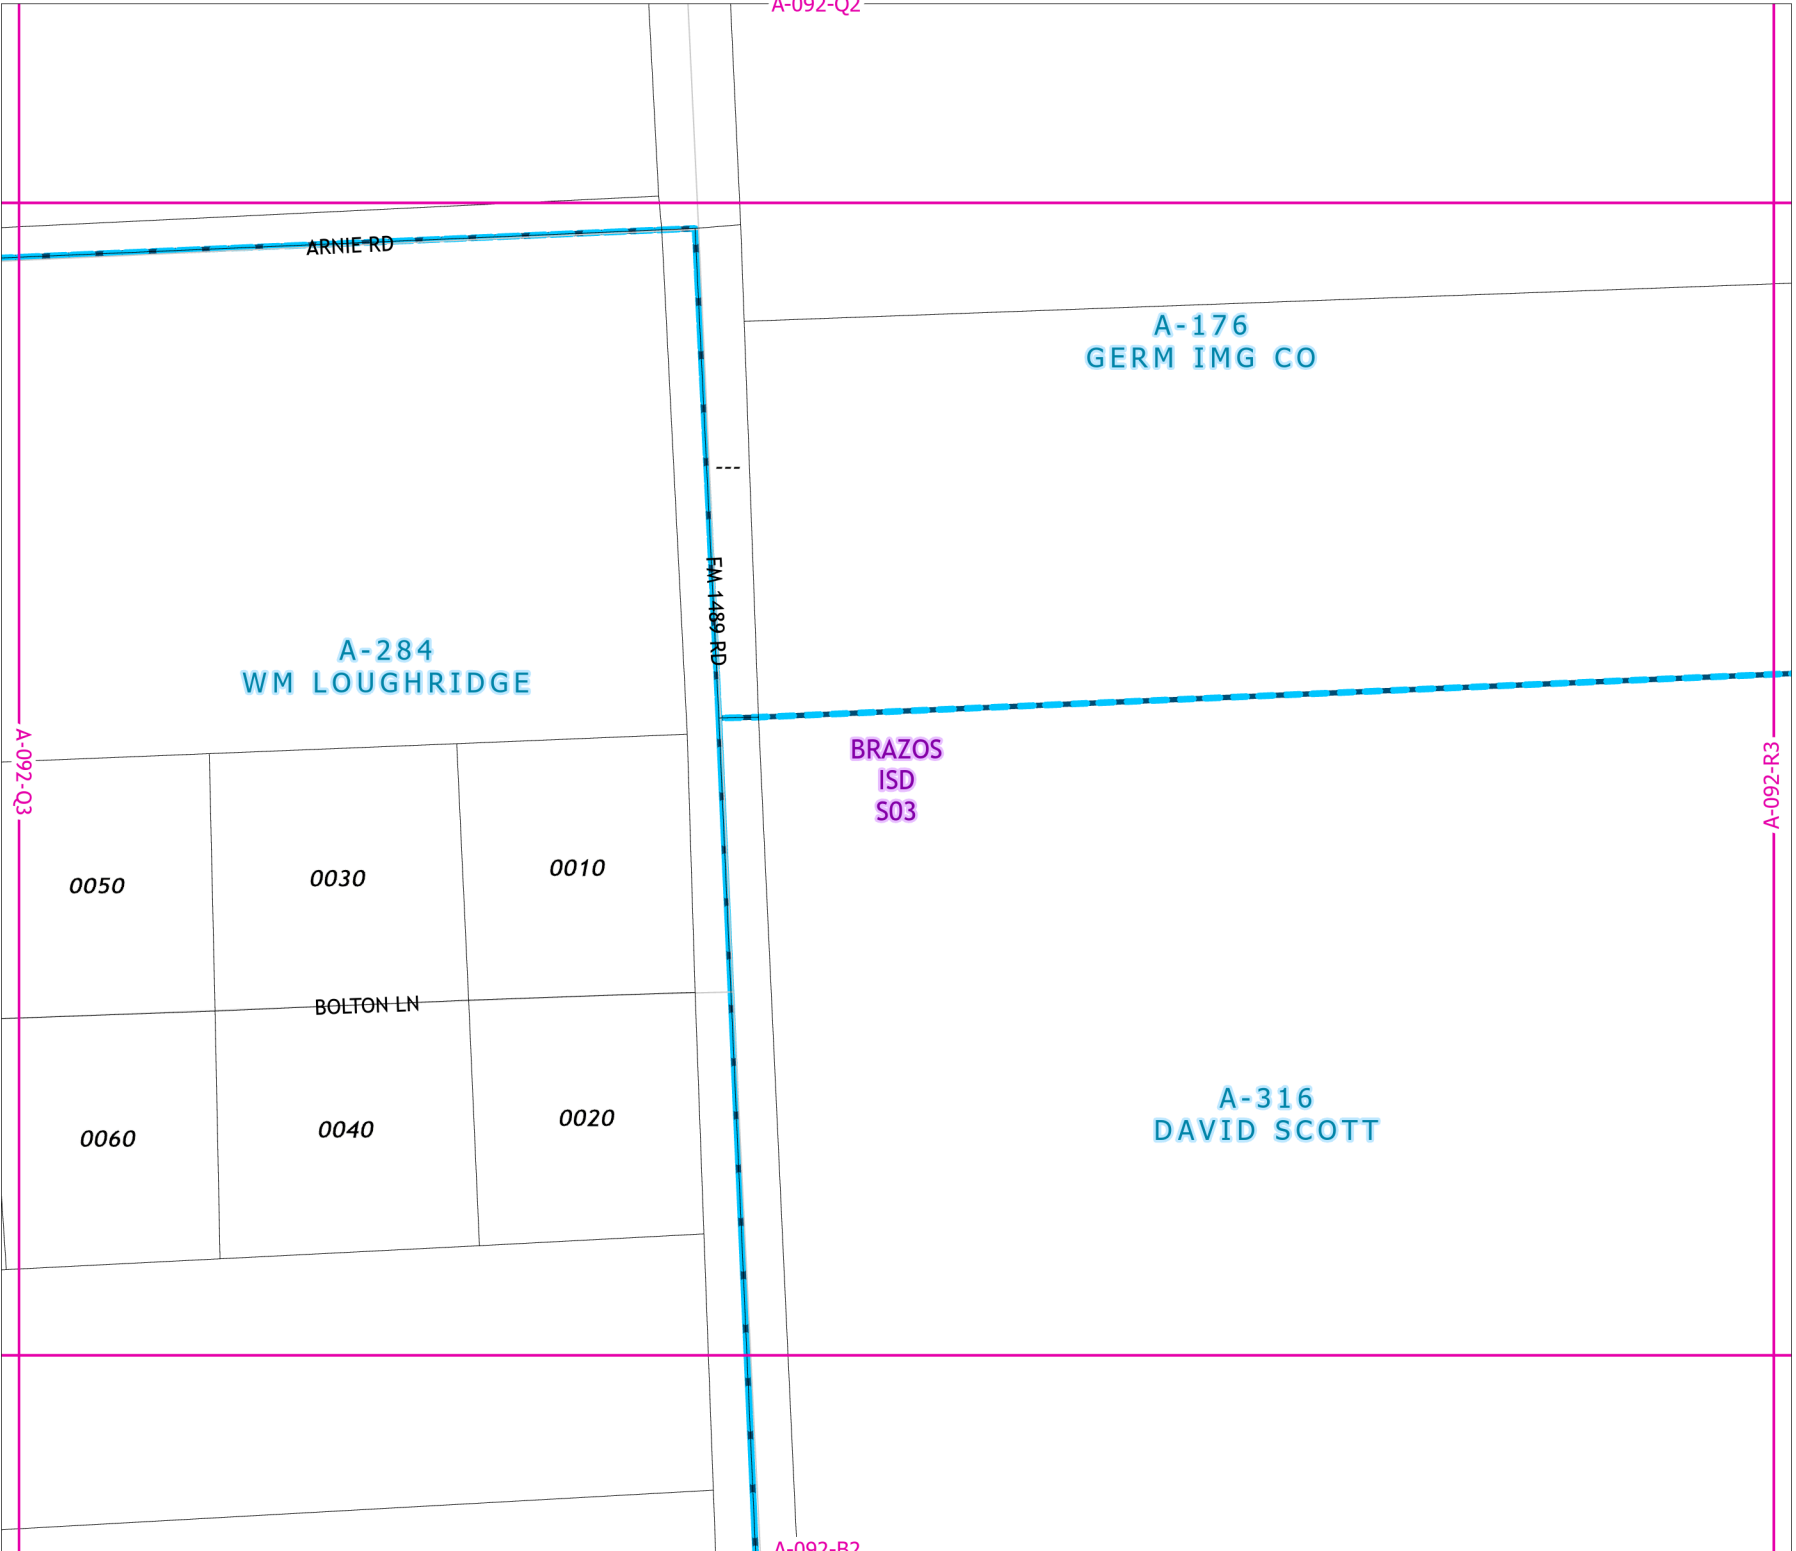 A-092-Q2
ARNIE RD
A-176
GERM IMG CO
---
FM 1489 RD
A-284
WM LOUGHRIDGE
A-092-Q3
BRAZOS
ISD
S03
A-092-R3
0050
0030
0010
BOLTON LN
0060
0040
0020
A-316
DAVID SCOTT
A-092-B2